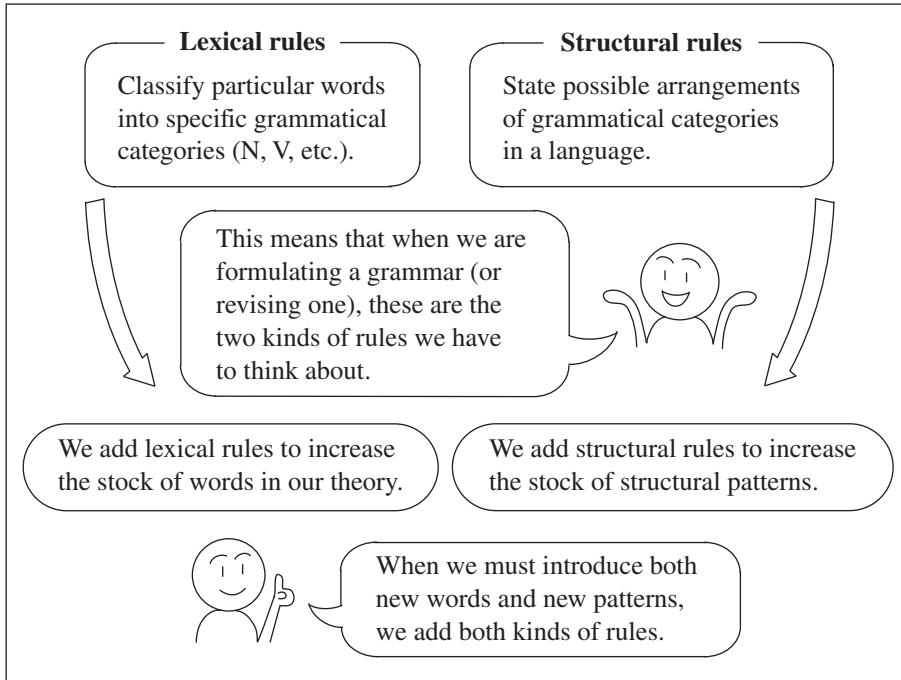 Lexical rules
Classify particular words
into specific grammatical
categories (N, V, etc.).
Structural rules
State possible arrangements
of grammatical categories
in a language.
This means that when we are
formulating a grammar (or
revising one), these are the
two kinds of rules we have
to think about.
We add lexical rules to increase
the stock of words in our theory.
We add structural rules to increase
the stock of structural patterns.
When we must introduce both
new words and new patterns,
we add both kinds of rules.